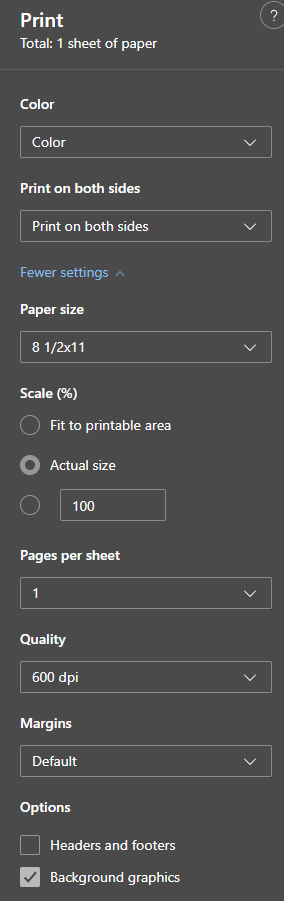 Print
?
Total: 1 sheet of paper
Color
Color
Print on both sides
Print on both sides
Fewer settings
Paper size
8 1/2x11
Scale (%)
Fit to printable area
Actual size
100
Pages per sheet
1
Quality
600 dpi
Margins
Default
Options
Headers and footers
Background graphics